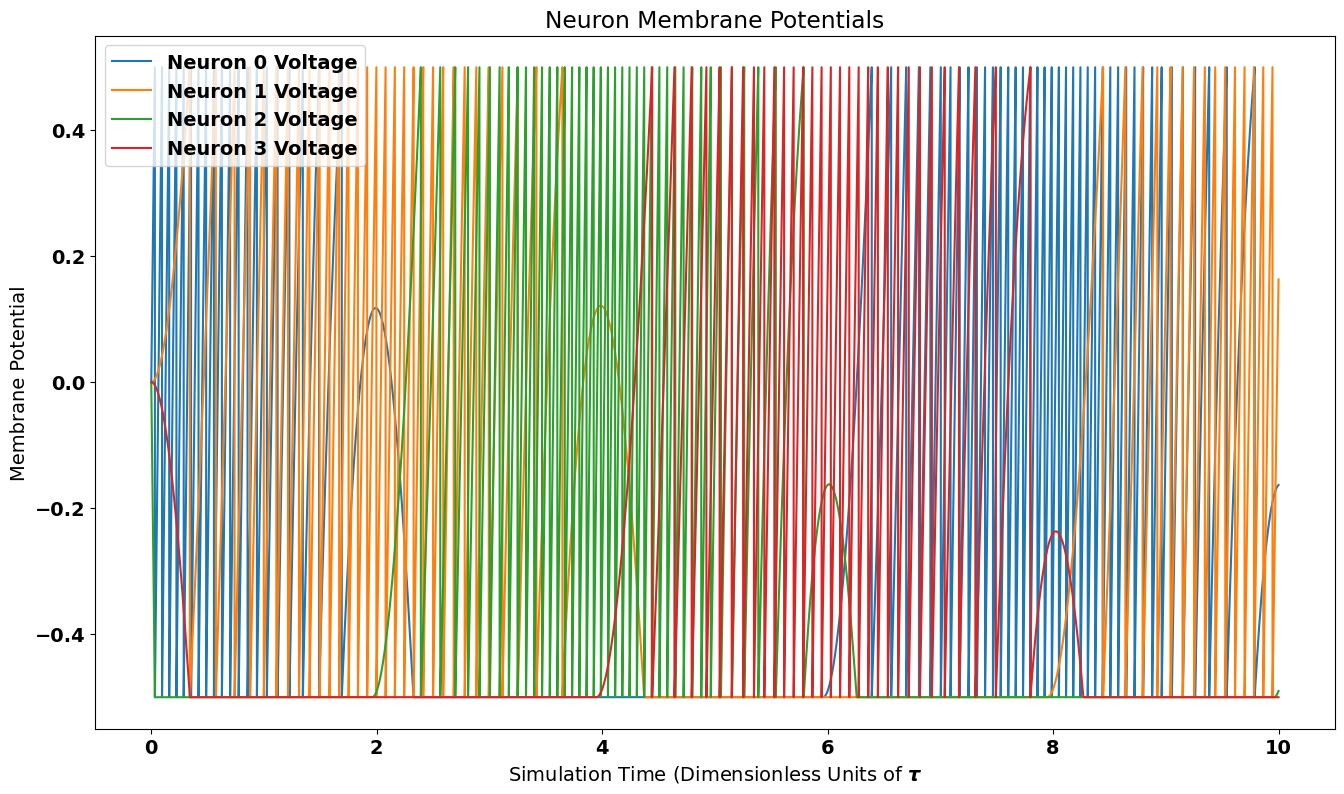 Neuron Membrane Potentials
Neuron 0 Voltage
Neuron 1 Voltage
Neuron 2 Voltage
Neuron 3 Voltage
Membrane Potential
0.4
0.2
0.0
−0.2
−0.4
0 2 4 6 8 10
Simulation Time (Dimensionless Units of τ